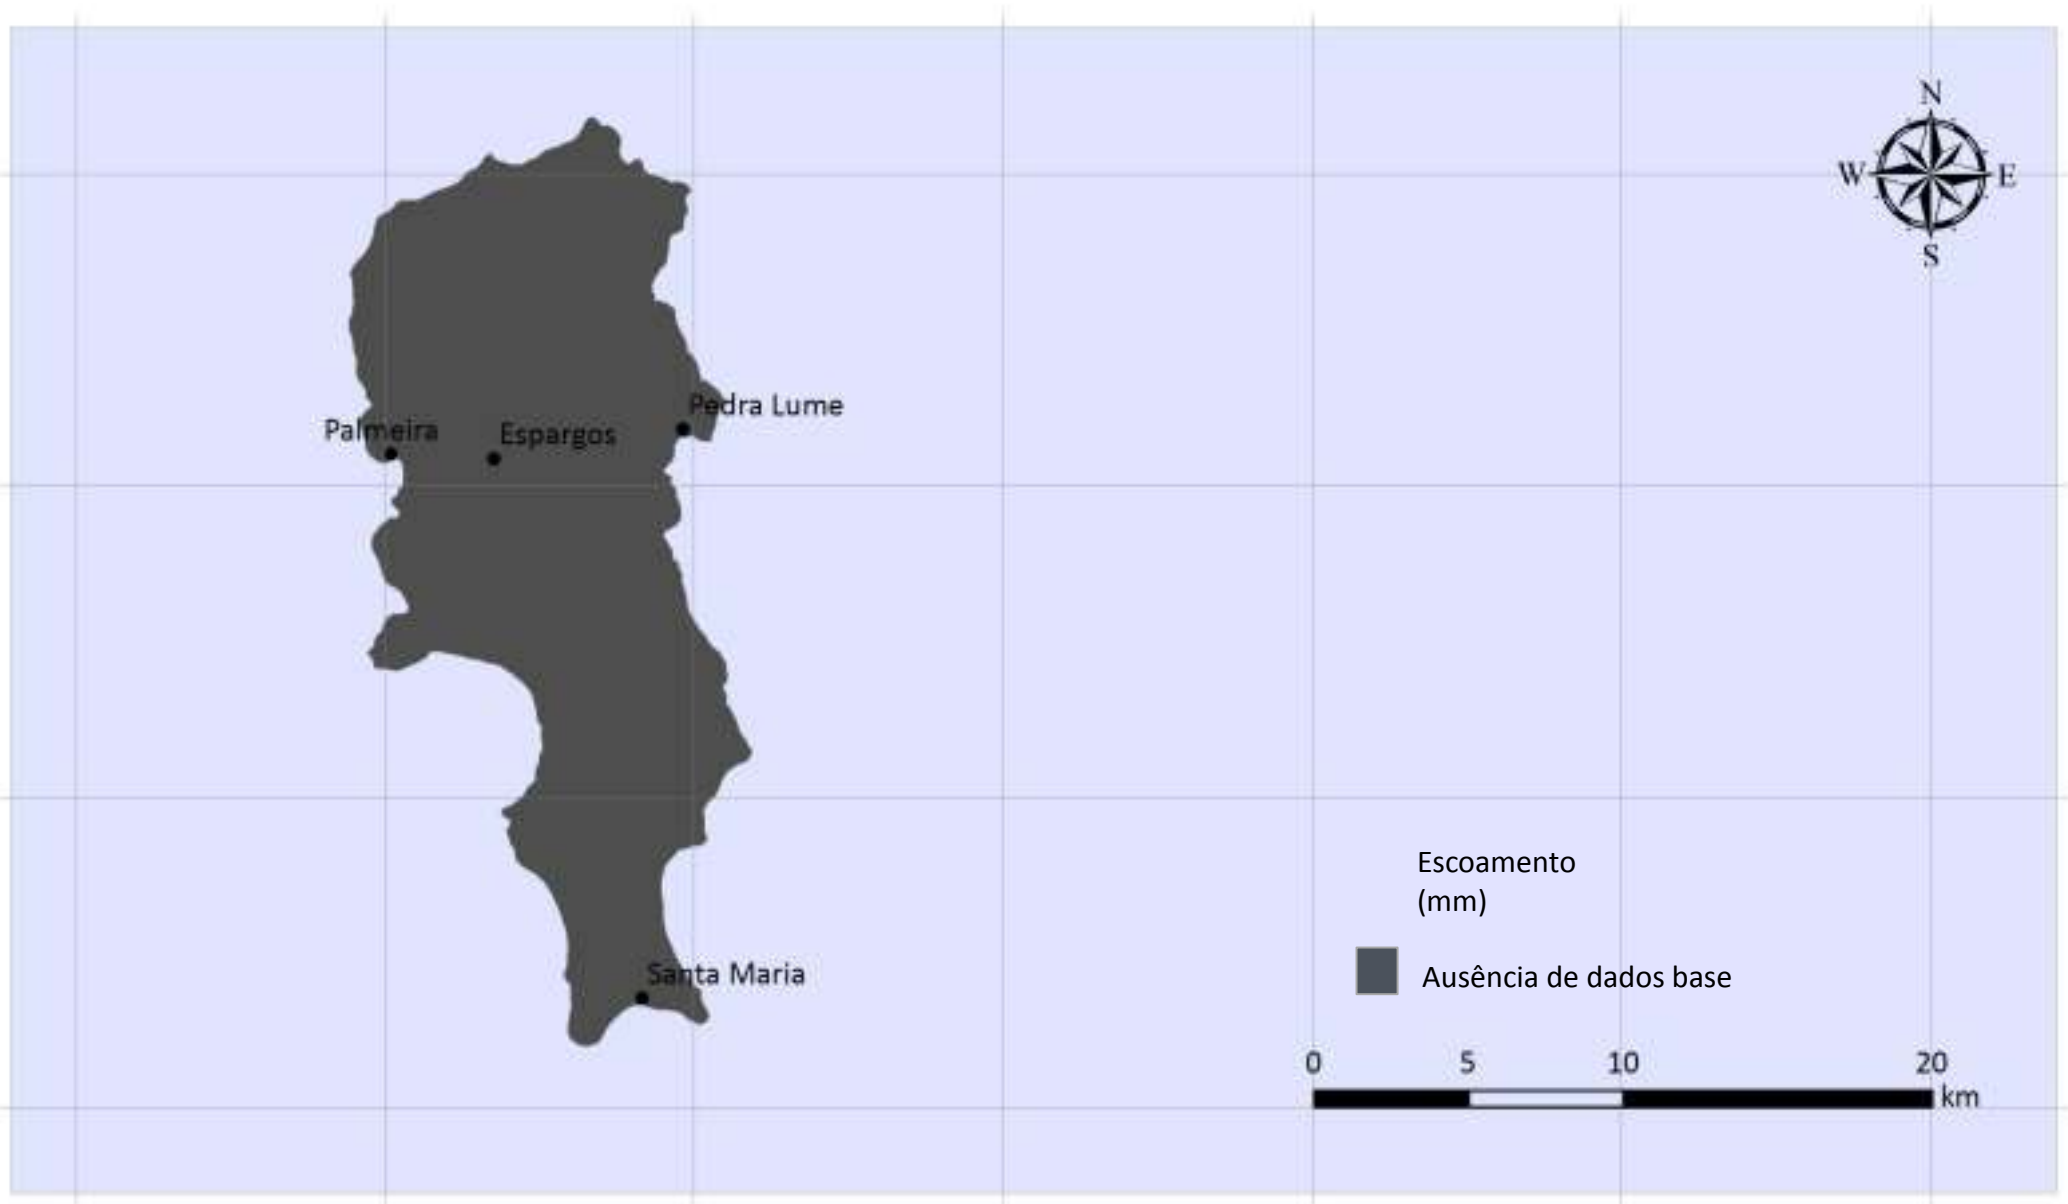 N
W E
S
Pedra Lume
Palmeira
Espargos
Escoamento
(mm)
Santa Maria
Ausência de dados base
0 5 10 20
km